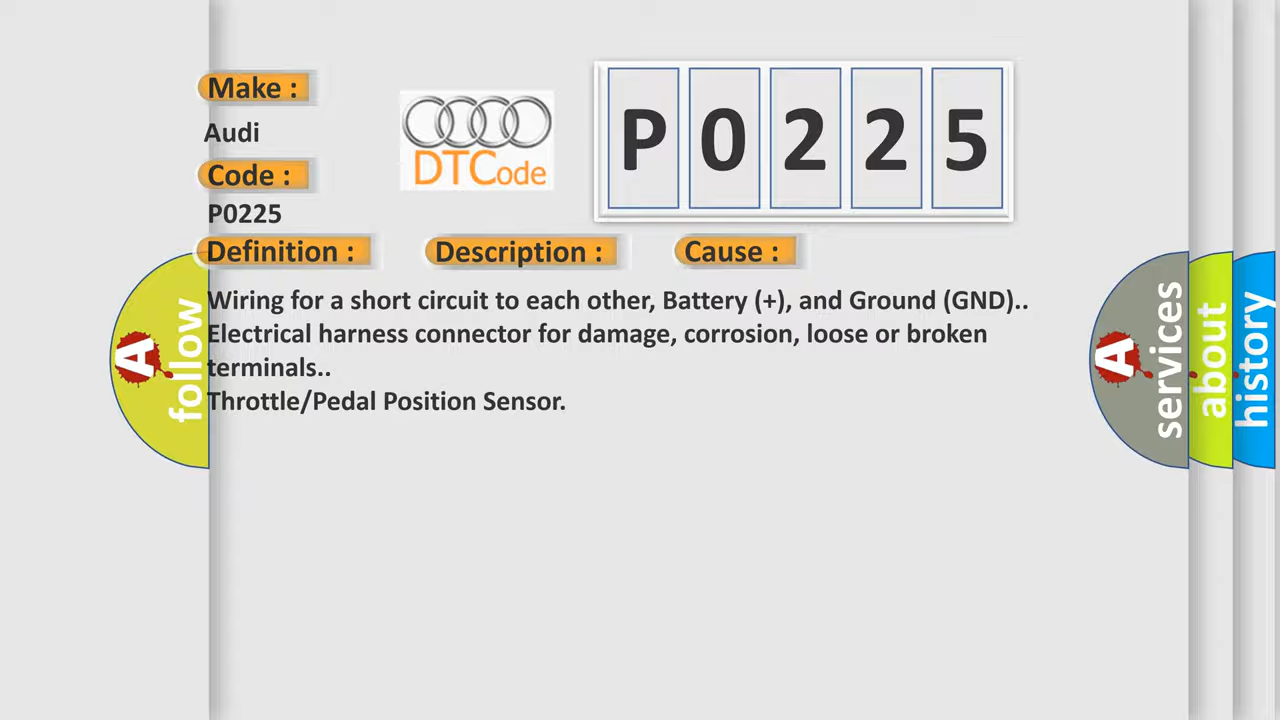 Make :
Audi
Code :
P0225
DTCode
P0225
Definition :
Description :
Cause :
Wiring for a short circuit to each other, Battery (+), and Ground (GND)..
Electrical harness connector for damage, corrosion, loose or broken
terminals..
Throttle/Pedal Position Sensor.
A
follow
A
services
about
history